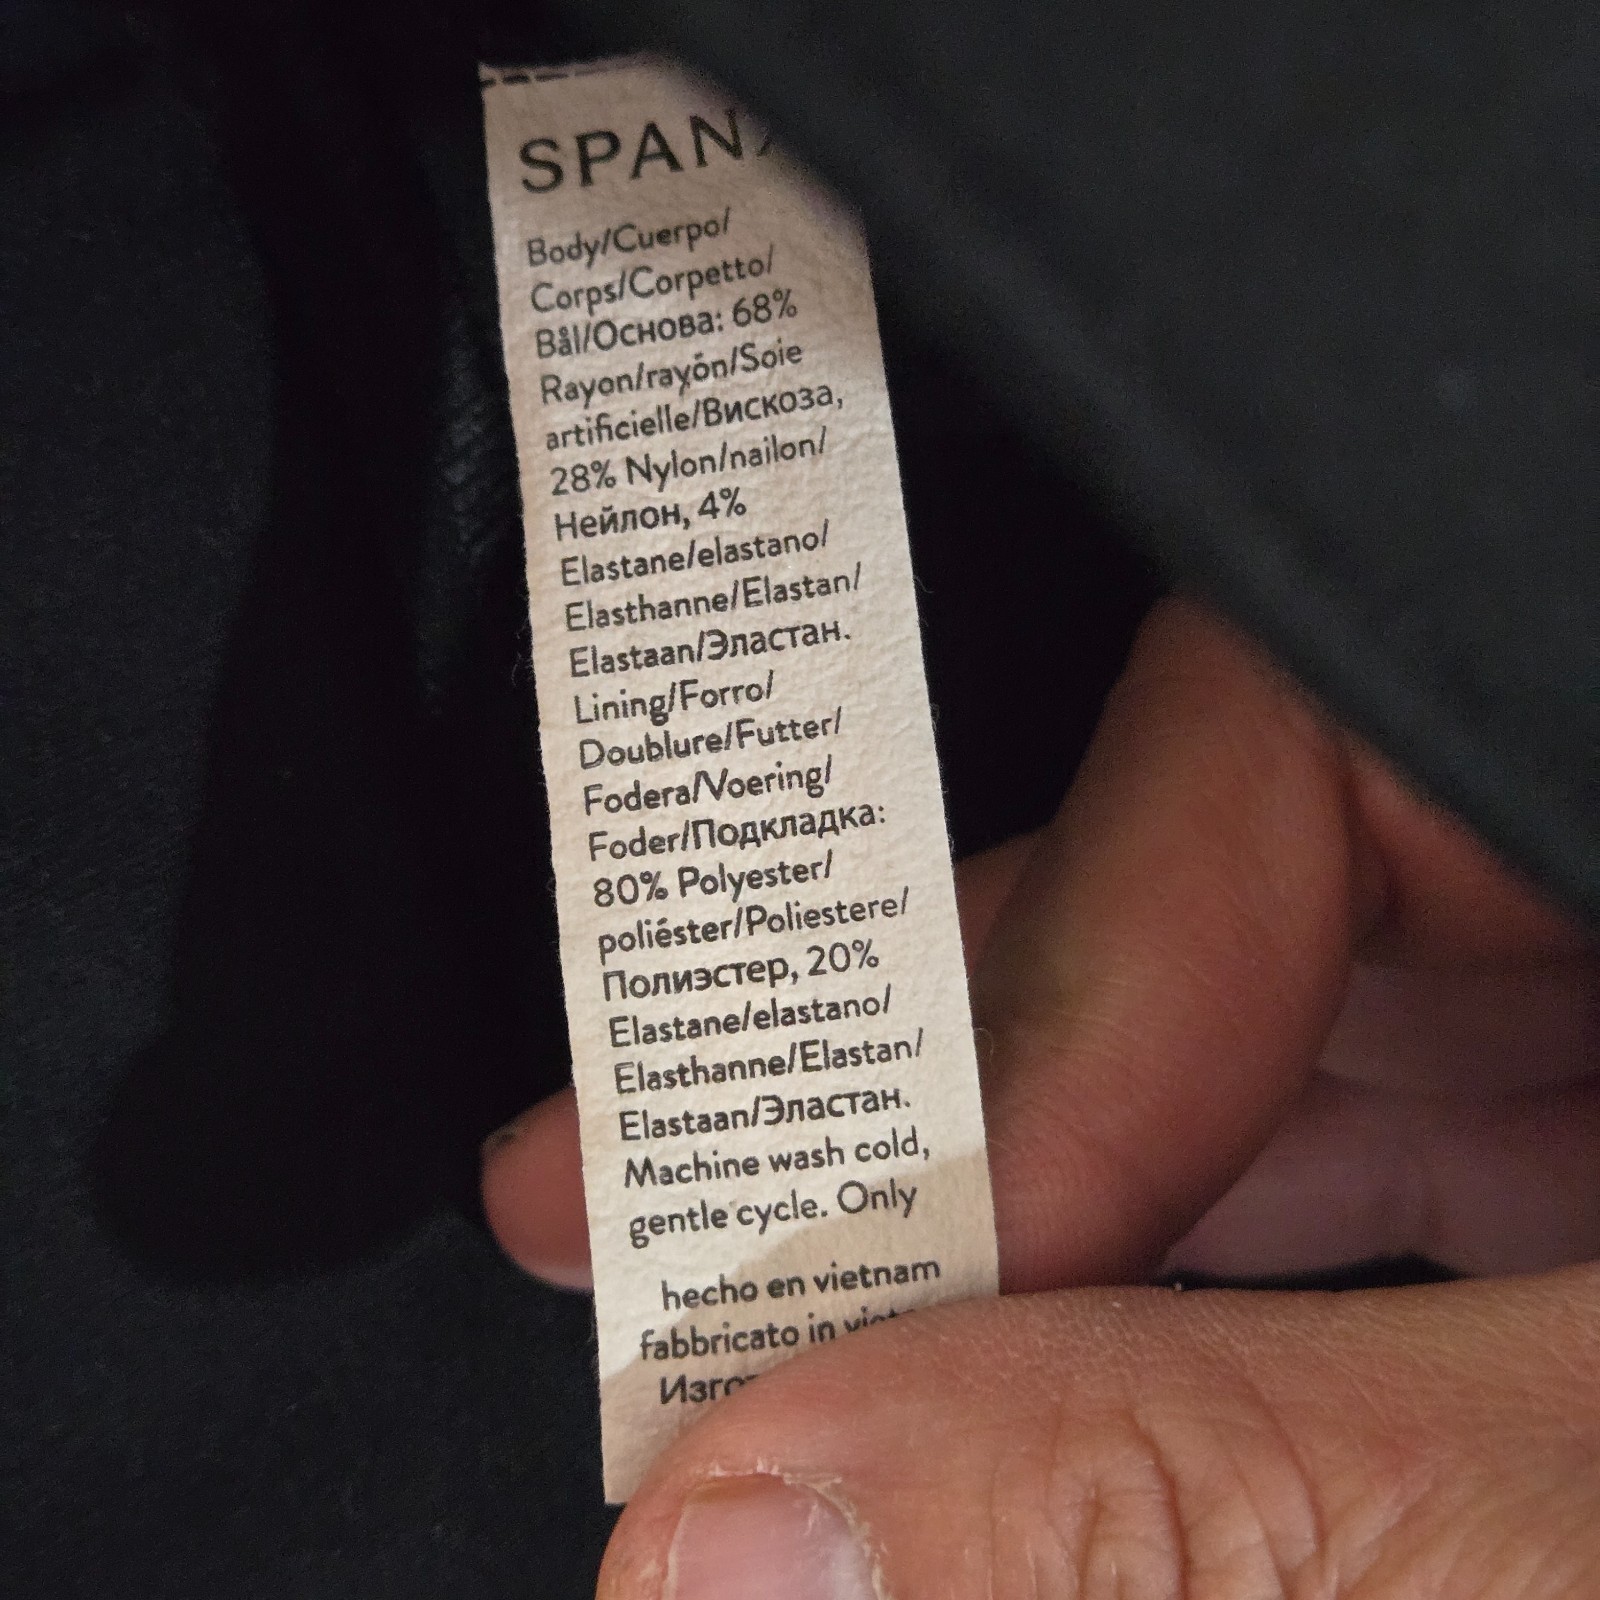 SPANX
Body/Cuerpo/
Corps/Corpetto/
Bål/Основа: 68%
Rayon/rayón/Soie
artificielle/Вискоза,
28% Nylon/nailon/
Нейлон, 4%
Elastane/elastano/
Elasthanne/Elastan/
Elastaan/Эластан.
Lining/Forro/
Doublure/Futter/
Fodera/Voering/
Foder/Подкладка:
80% Polyester/
poliéster/Poliestere/
Полиэстер, 20%
Elastane/elastano/
Elasthanne/Elastan/
Elastaan/Эластан.
Machine wash cold,
gentle cycle. Only
hecho en vietnam
fabbricato in